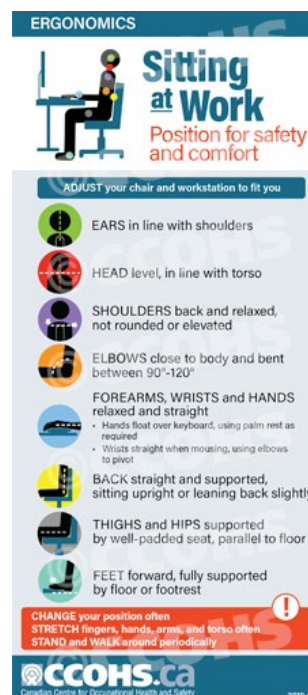 ERGONOMICS
Sitting
at Work
Position for safety
and comfort
ADJUST your chair and workstation to fit you
EARS in line with shoulders
HEAD level, in line with torso
SHOULDERS back and relaxed,
not rounded or elevated
ELBOWS close to body and bent
between 90°-120°
FOREARMS, WRISTS and HANDS
relaxed and straight
• Hands float over keyboard, using palm rest as
required
• Wrists straight when mousing, using elbows
to pivot
BACK straight and supported,
sitting upright or leaning back slightly
THIGHS and HIPS supported
by well-padded seat, parallel to floor
FEET forward, fully supported
by floor or footrest
CHANGE your position often
STRETCH fingers, hands, arms, and torso often
STAND and WALK around periodically
!
CCOHS.ca
Canadian Centre for Occupational Health and Safety
©CCOHS